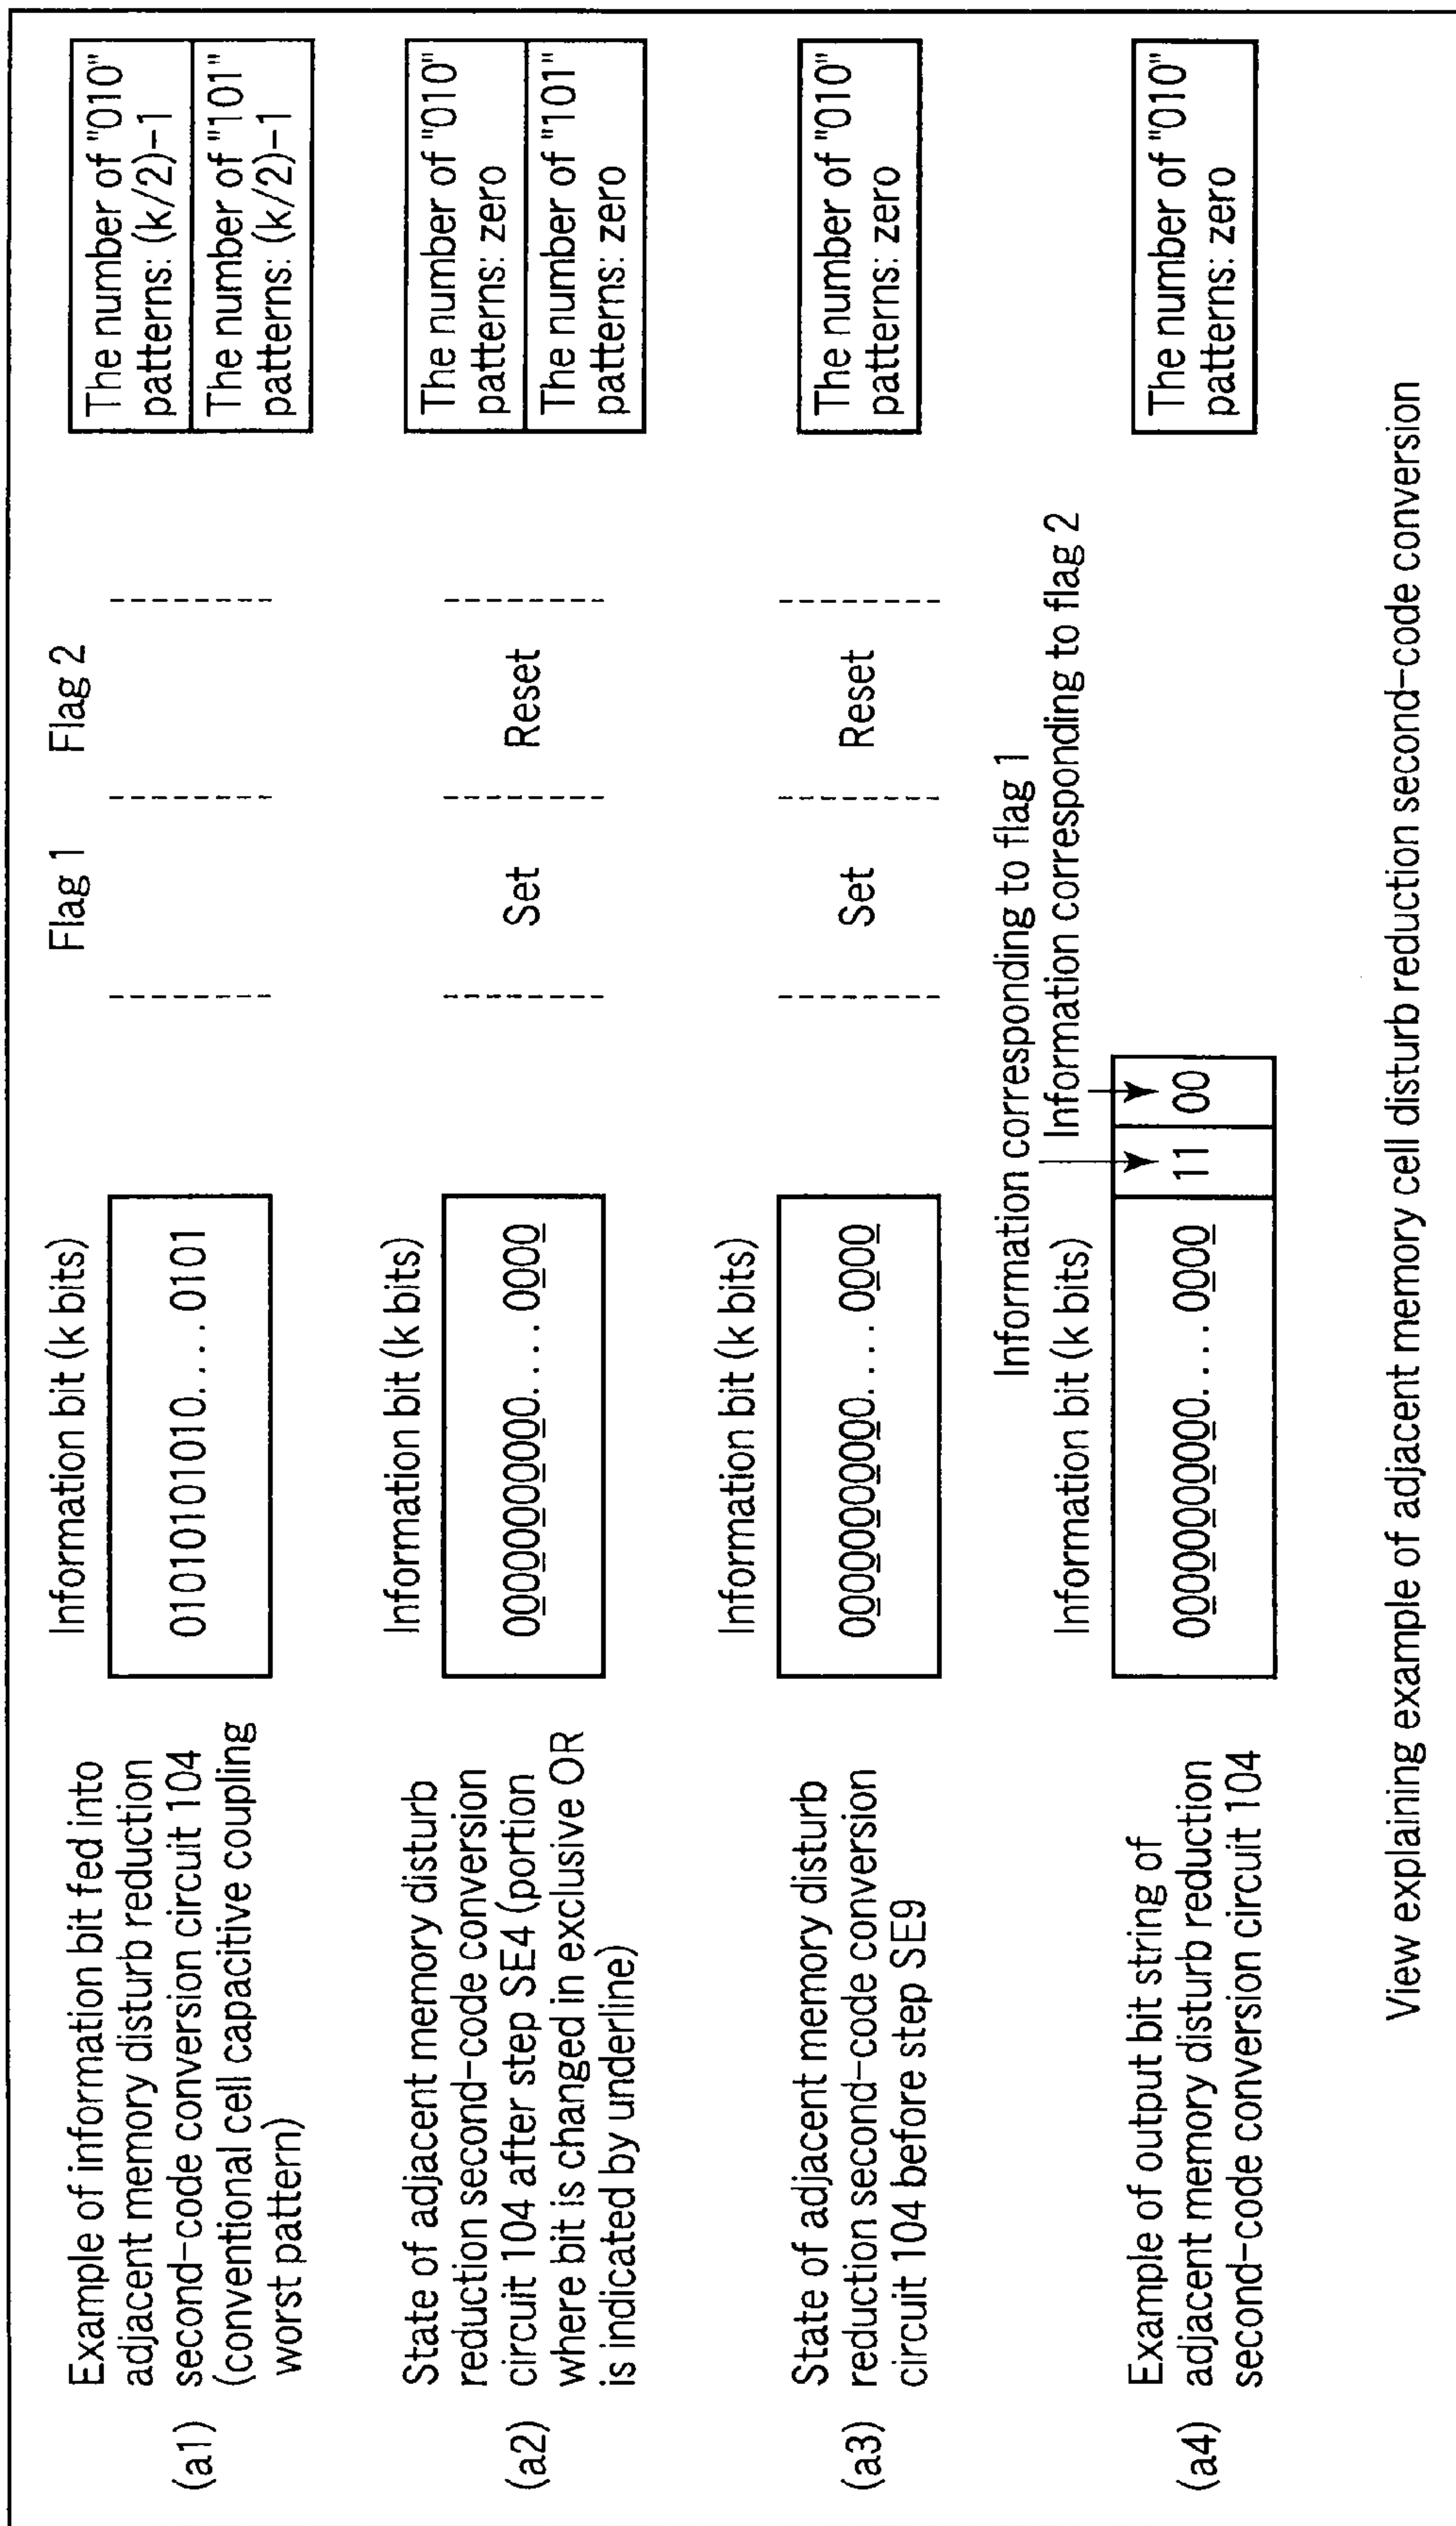 Flag 1
Flag 2
(a1)
Example of information bit fed into
adjacent memory disturb reduction
second-code conversion circuit 104
(conventional cell capacitive coupling
worst pattern)
Information bit (k bits)
01010101010....0101
The number of "010"
patterns: (k/2)-1
The number of "101"
patterns: (k/2)-1
(a2)
State of adjacent memory disturb
reduction second-code conversion
circuit 104 after step SE4 (portion
where bit is changed in exclusive OR
is indicated by underline)
Information bit (k bits)
00000000000....0000
Set
Reset
The number of "010"
patterns: zero
The number of "101"
patterns: zero
(a3)
State of adjacent memory disturb
reduction second-code conversion
circuit 104 before step SE9
Information bit (k bits)
00000000000....0000
Set
Reset
The number of "010"
patterns: zero
Information corresponding to flag 1
Information corresponding to flag 2
(a4)
Example of output bit string of
adjacent memory disturb reduction
second-code conversion circuit 104
Information bit (k bits)
00000000000....0000
11
00
The number of "010"
patterns: zero
View explaining example of adjacent memory cell disturb reduction second-code conversion